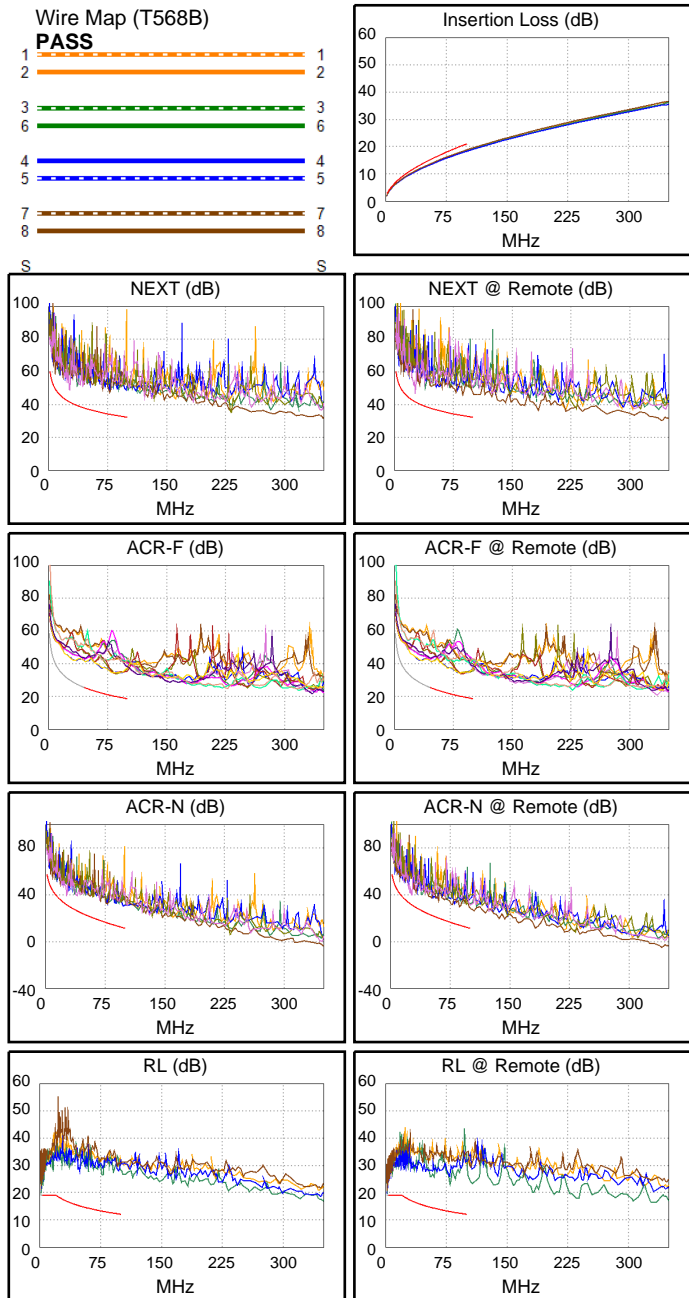 Wire Map (T568B)
PASS
1 1
2 2
3 3
6 6
4 4
5 5
7 7
8 8
S S
Insertion Loss (dB)
60
50
40
30
20
10
0
0 150 225 300
MHz
NEXT (dB)
100
80
60
40
20
0
0 75 150 225 300
MHz
NEXT @ Remote (dB)
100
80
60
40
20
0
0 75 150 225 300
MHz
ACR-F (dB)
100
80
60
40
20
0
0 75 150 225 300
MHz
ACR-F @ Remote (dB)
100
80
60
40
20
0
0 75 150 225 300
MHz
ACR-N (dB)
80
40
0
-40
0 75 150 225 300
MHz
ACR-N @ Remote (dB)
80
40
0
-40
0 75 150 225 300
MHz
RL (dB)
60
50
40
30
20
10
0
0 75 150 225 300
MHz
RL @ Remote (dB)
60
50
40
30
20
10
0
0 75 150 225 300
MHz